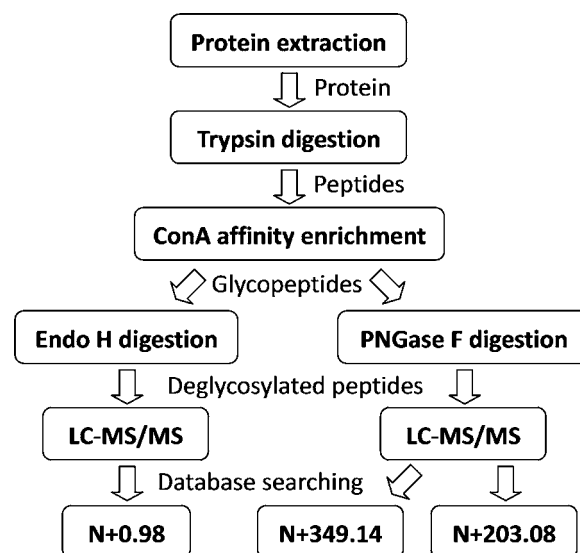 Protein extraction
Protein
Trypsin digestion
Peptides
ConA affinity enrichment
Glycopeptides
Endo H digestion
PNGase F digestion
Deglycosylated peptides
LC-MS/MS
LC-MS/MS
Database searching
N+0.98
N+349.14
N+203.08